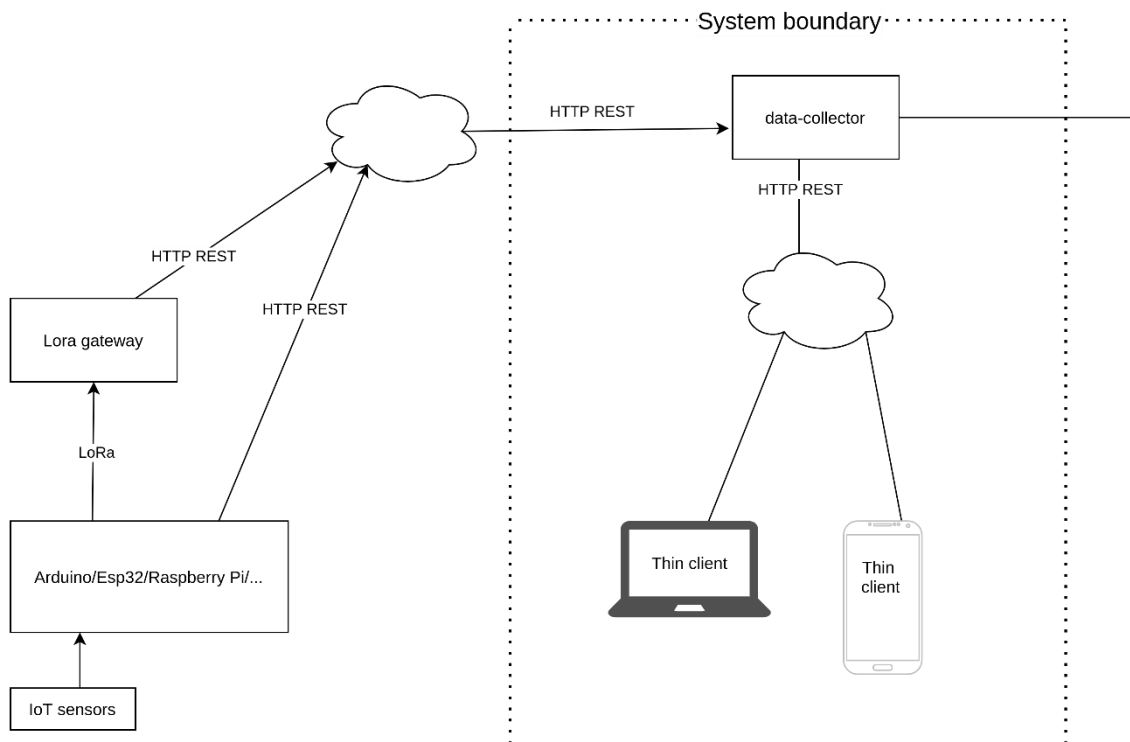 System boundary
HTTP REST
data-collector
HTTP REST
HTTP REST
HTTP REST
Lora gateway
LoRa
Arduino/Esp32/Raspberry Pi/...
Thin client
Thin
client
IoT sensors